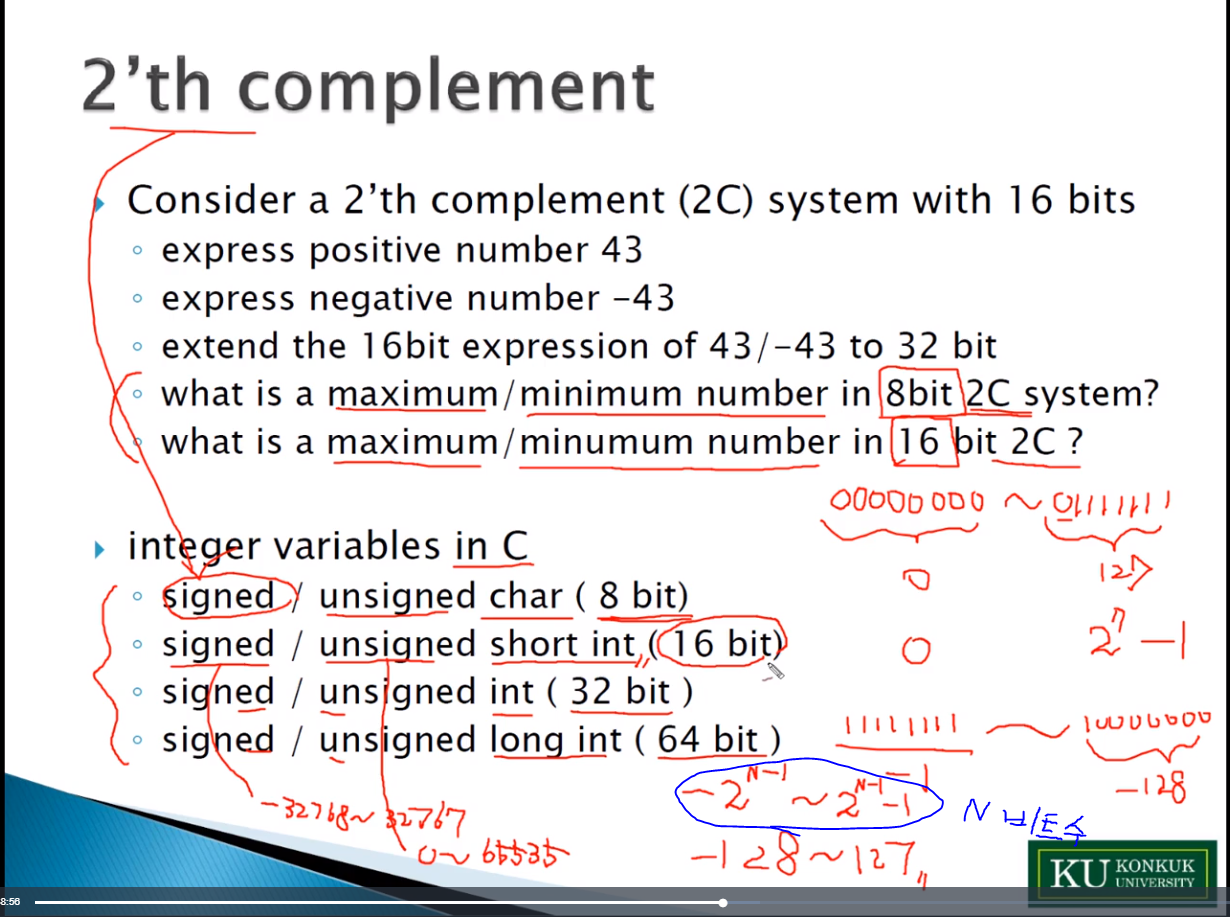 2'th complement
Consider a 2'th complement (2C) system with 16 bits
express positive number 43
express negative number -43
extend the 16bit expression of 43/-43 to 32 bit
what is a maximum/minimum number in 8bit 2C system?
what is a maximum/minumum number in 16 bit 2C ?
00000000 ~ 01111111
0 127
0 2^7 -1
integer variables in C
signed / unsigned char ( 8 bit)
signed / unsigned short int ( 16 bit)
signed / unsigned int ( 32 bit )
signed / unsigned long int ( 64 bit )
11111111 ~ 10000000
-1 -128
-2^N-1 ~ 2^N-1 -1 N 비트수
-32768~32767
0~65535
-128~127
KU KONKUK
UNIVERSITY
8:56